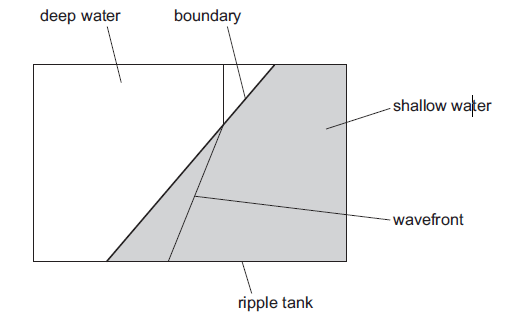 deep water
boundary
shallow water
wavefront
ripple tank